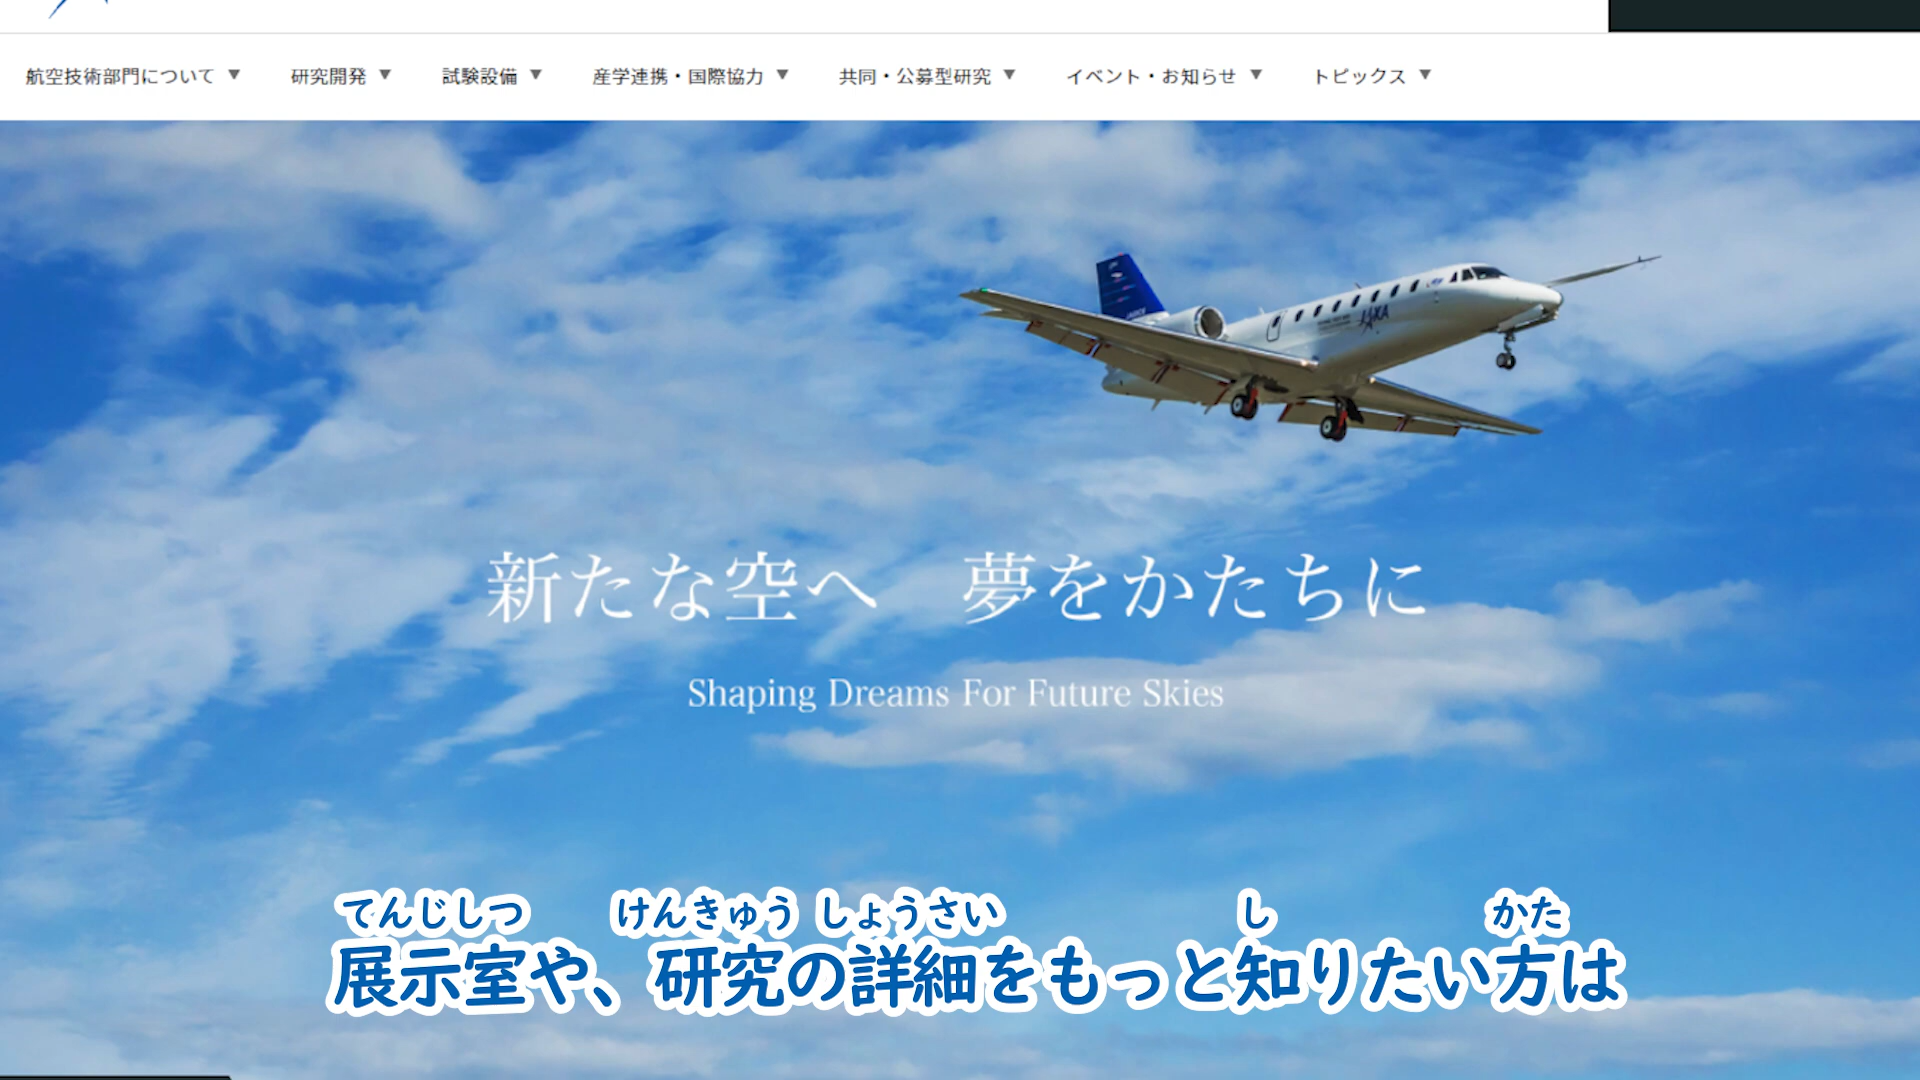 航空技術部門について ▼ 研究開発 ▼ 試験設備 ▼ 産学連携・国際協力 ▼ 共同・公募型研究 ▼ イベント・お知らせ ▼ トピックス ▼
JAXA
新たな空へ 夢をかたちに
Shaping Dreams For Future Skies
てんじしつ けんきゅう しょうさい し かた
展示室や、研究の詳細をもっと知りたい方は